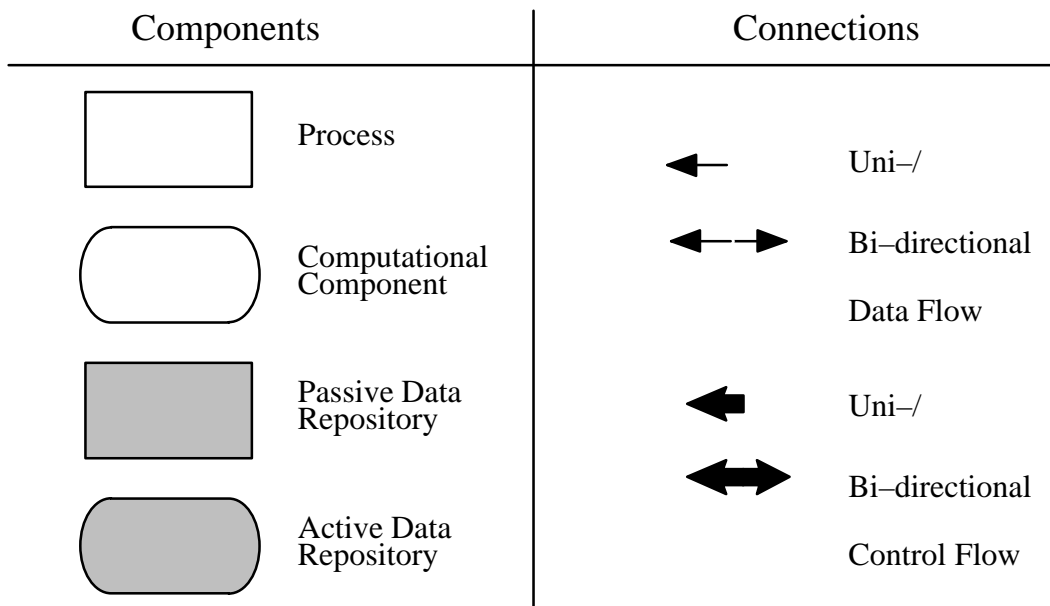 Components
Connections
Process
Computational
Component
Passive Data
Repository
Active Data
Repository
Uni–/
Bi–directional
Data Flow
Uni–/
Bi–directional
Control Flow